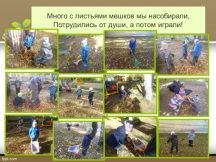 Много с листьями мешков мы насобирали,
Потрудились от души, а потом играли!